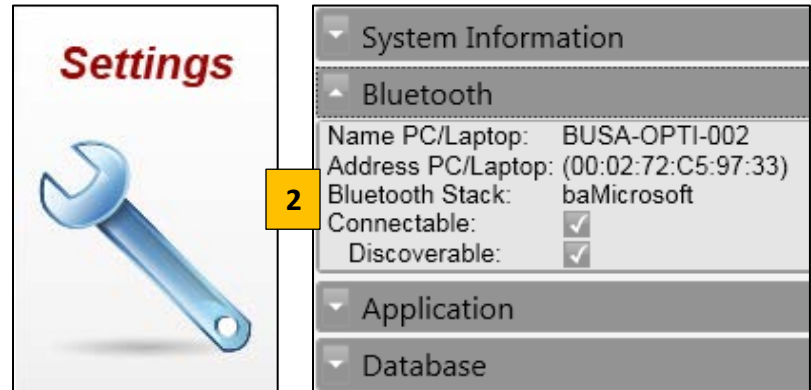 Settings
2
System Information
Bluetooth
Name PC/Laptop: BUSA-OPTI-002
Address PC/Laptop: (00:02:72:C5:97:33)
Bluetooth Stack: baMicrosoft
Connectable:
Discoverable:
Application
Database